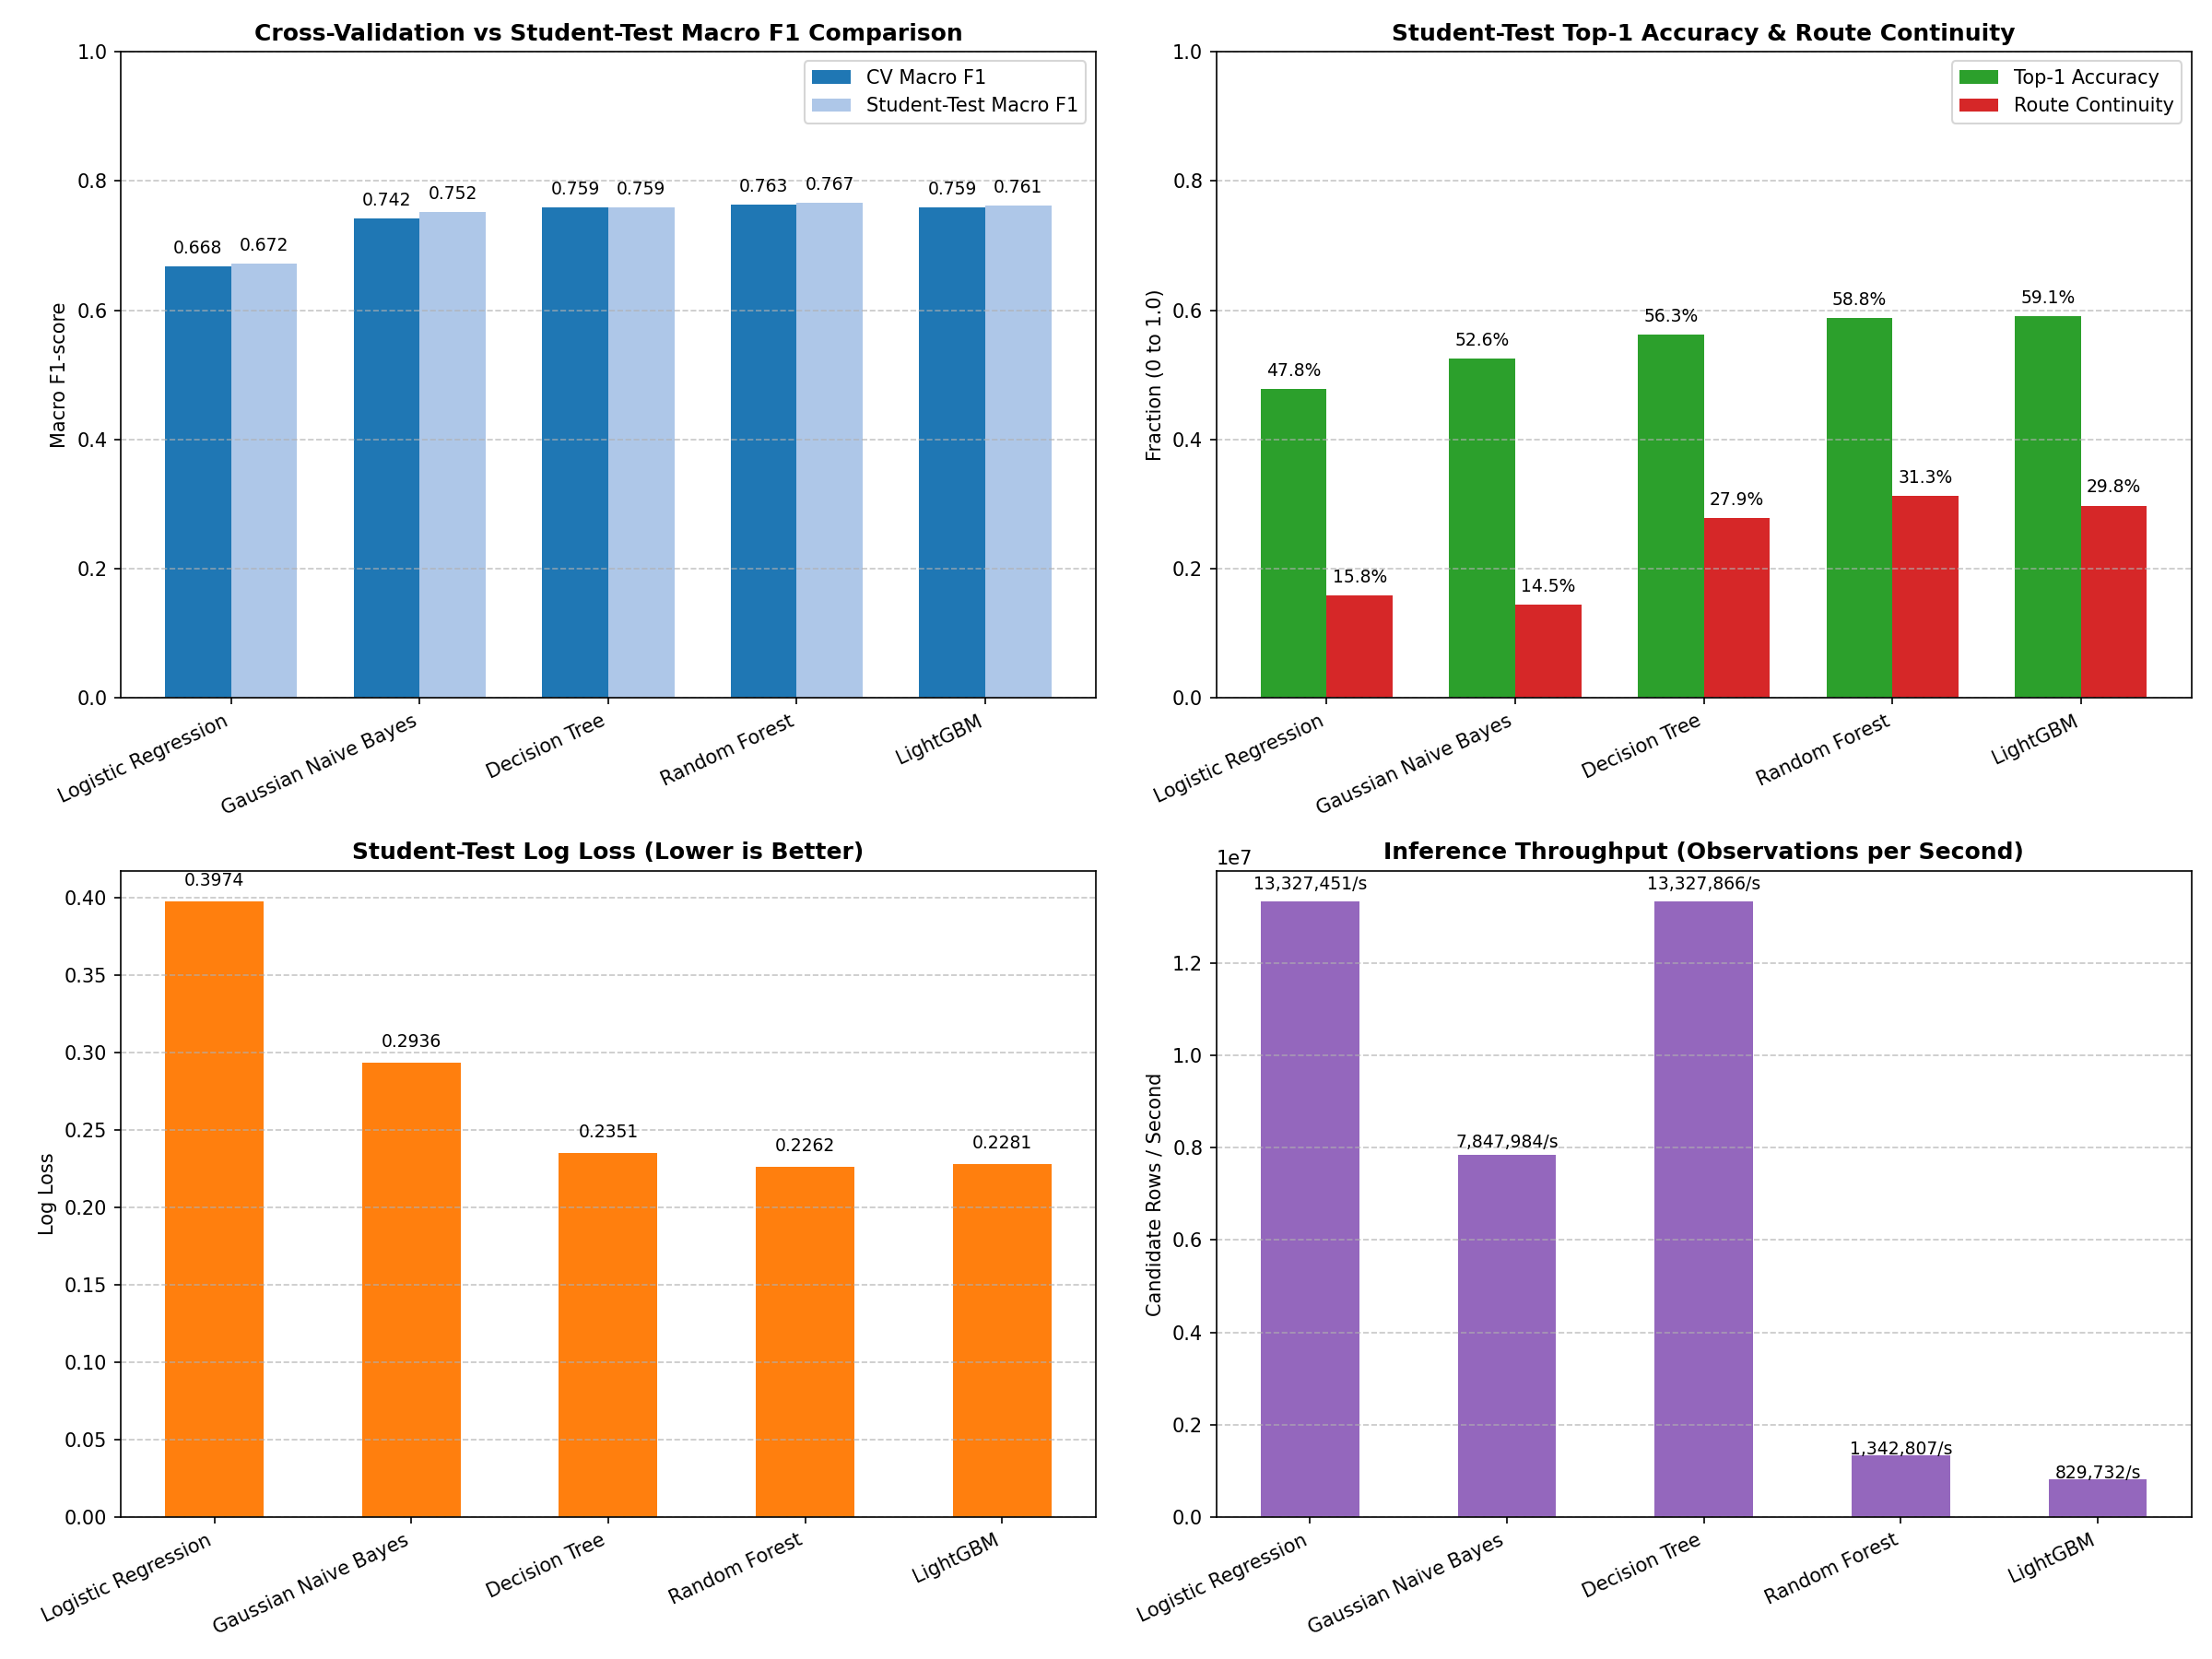 Cross-Validation vs Student-Test Macro F1 Comparison
Macro F1-score
1.0
0.8
0.6
0.4
0.2
0.0
CV Macro F1
Student-Test Macro F1
0.668
0.672
0.742
0.752
0.759
0.759
0.763
0.767
0.759
0.761
Logistic Regression
Gaussian Naive Bayes
Decision Tree
Random Forest
LightGBM
Student-Test Top-1 Accuracy & Route Continuity
Fraction (0 to 1.0)
1.0
0.8
0.6
0.4
0.2
0.0
Top-1 Accuracy
Route Continuity
47.8%
15.8%
52.6%
14.5%
56.3%
27.9%
58.8%
31.3%
59.1%
29.8%
Logistic Regression
Gaussian Naive Bayes
Decision Tree
Random Forest
LightGBM
Student-Test Log Loss (Lower is Better)
Log Loss
0.40
0.35
0.30
0.25
0.20
0.15
0.10
0.05
0.00
0.3974
0.2936
0.2351
0.2262
0.2281
Logistic Regression
Gaussian Naive Bayes
Decision Tree
Random Forest
LightGBM
Inference Throughput (Observations per Second)
1e7
Candidate Rows / Second
1.2
1.0
0.8
0.6
0.4
0.2
0.0
13,327,451/s
7,847,984/s
13,327,866/s
1,342,807/s
829,732/s
Logistic Regression
Gaussian Naive Bayes
Decision Tree
Random Forest
LightGBM